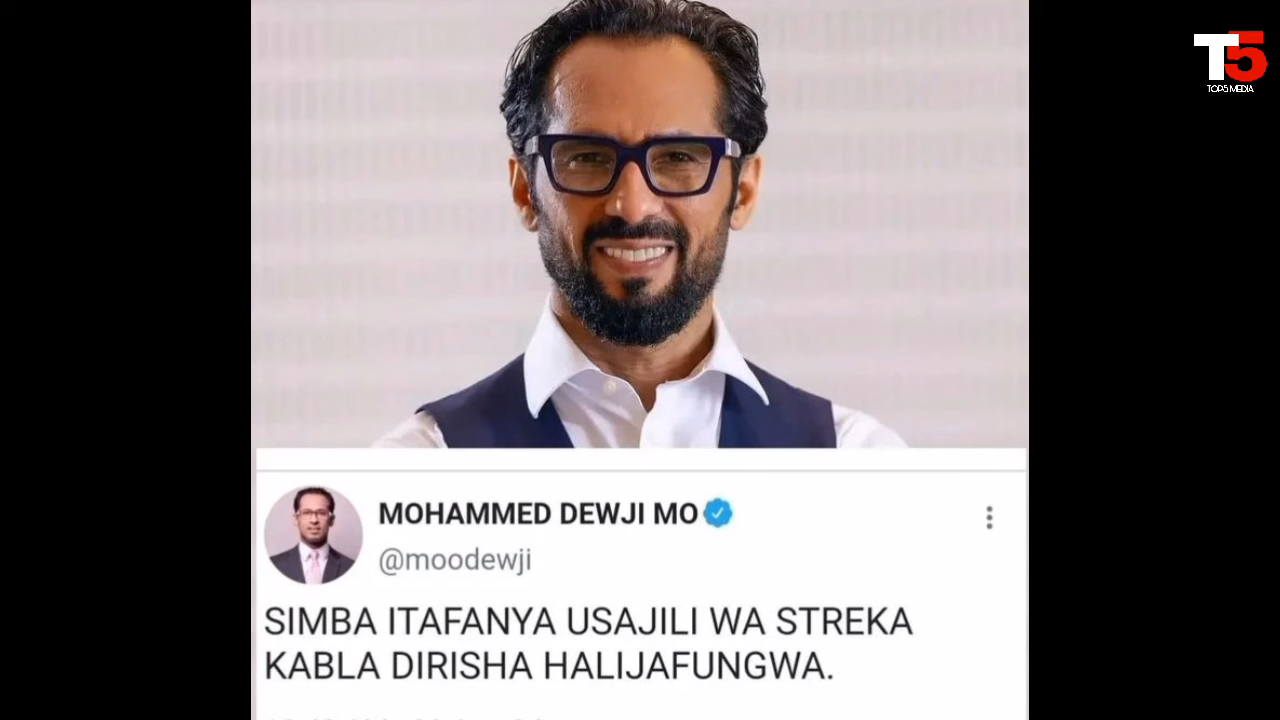 T5
TOP5 MEDIA
MOHAMMED DEWJI MO
@moodewji
SIMBA ITAFANYA USAJILI WA STREKA
KABLA DIRISHA HALIJAFUNGWA.